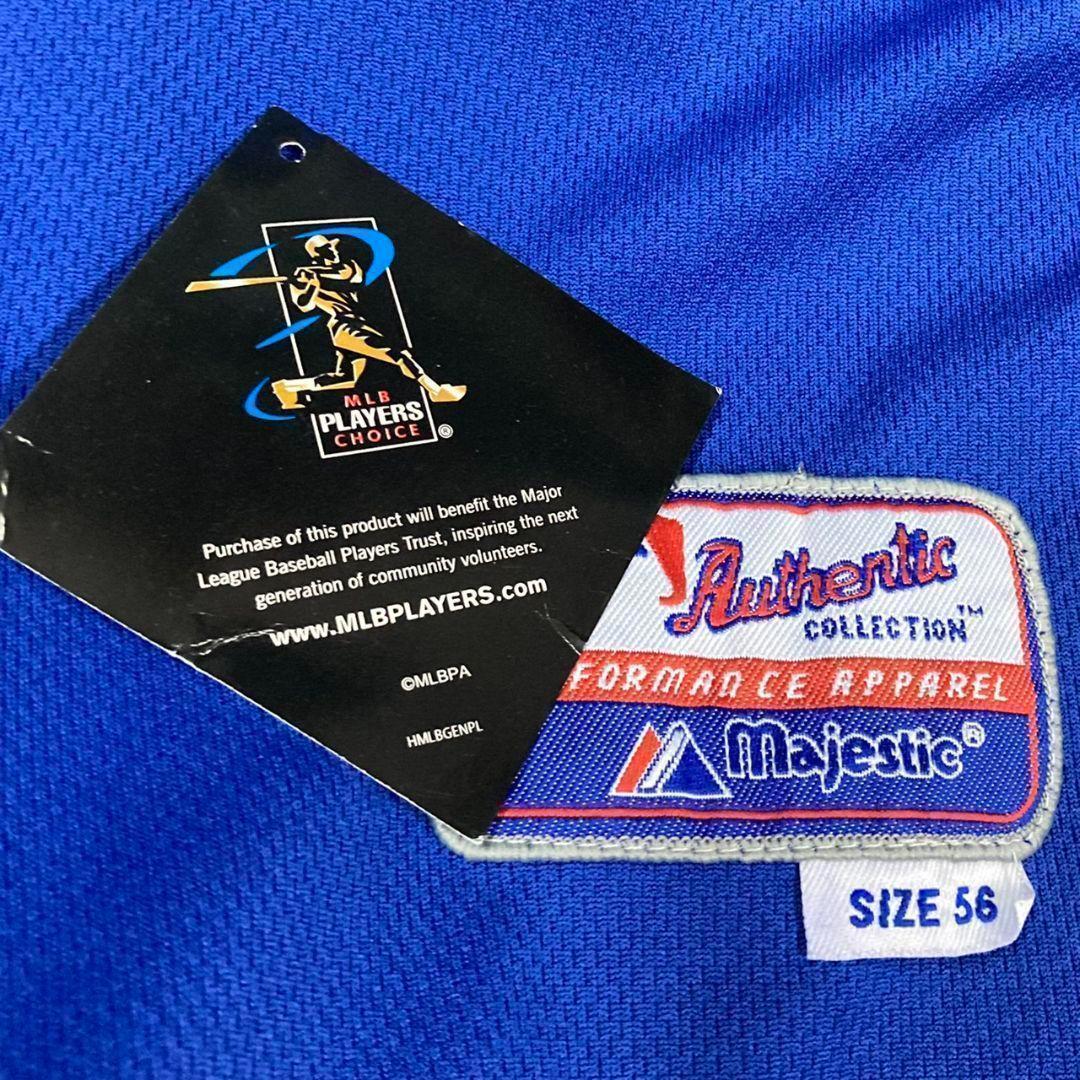 MLB
PLAYERS
CHOICE ®
Purchase of this product will benefit the Major
League Baseball Players Trust, inspiring the next
generation of community volunteers.
www.MLBPLAYERS.com
©MLBPA
HMLBGENPL
Authentic
COLLECTION™
FORMANCE APPAREL
Majestic®
SIZE 56